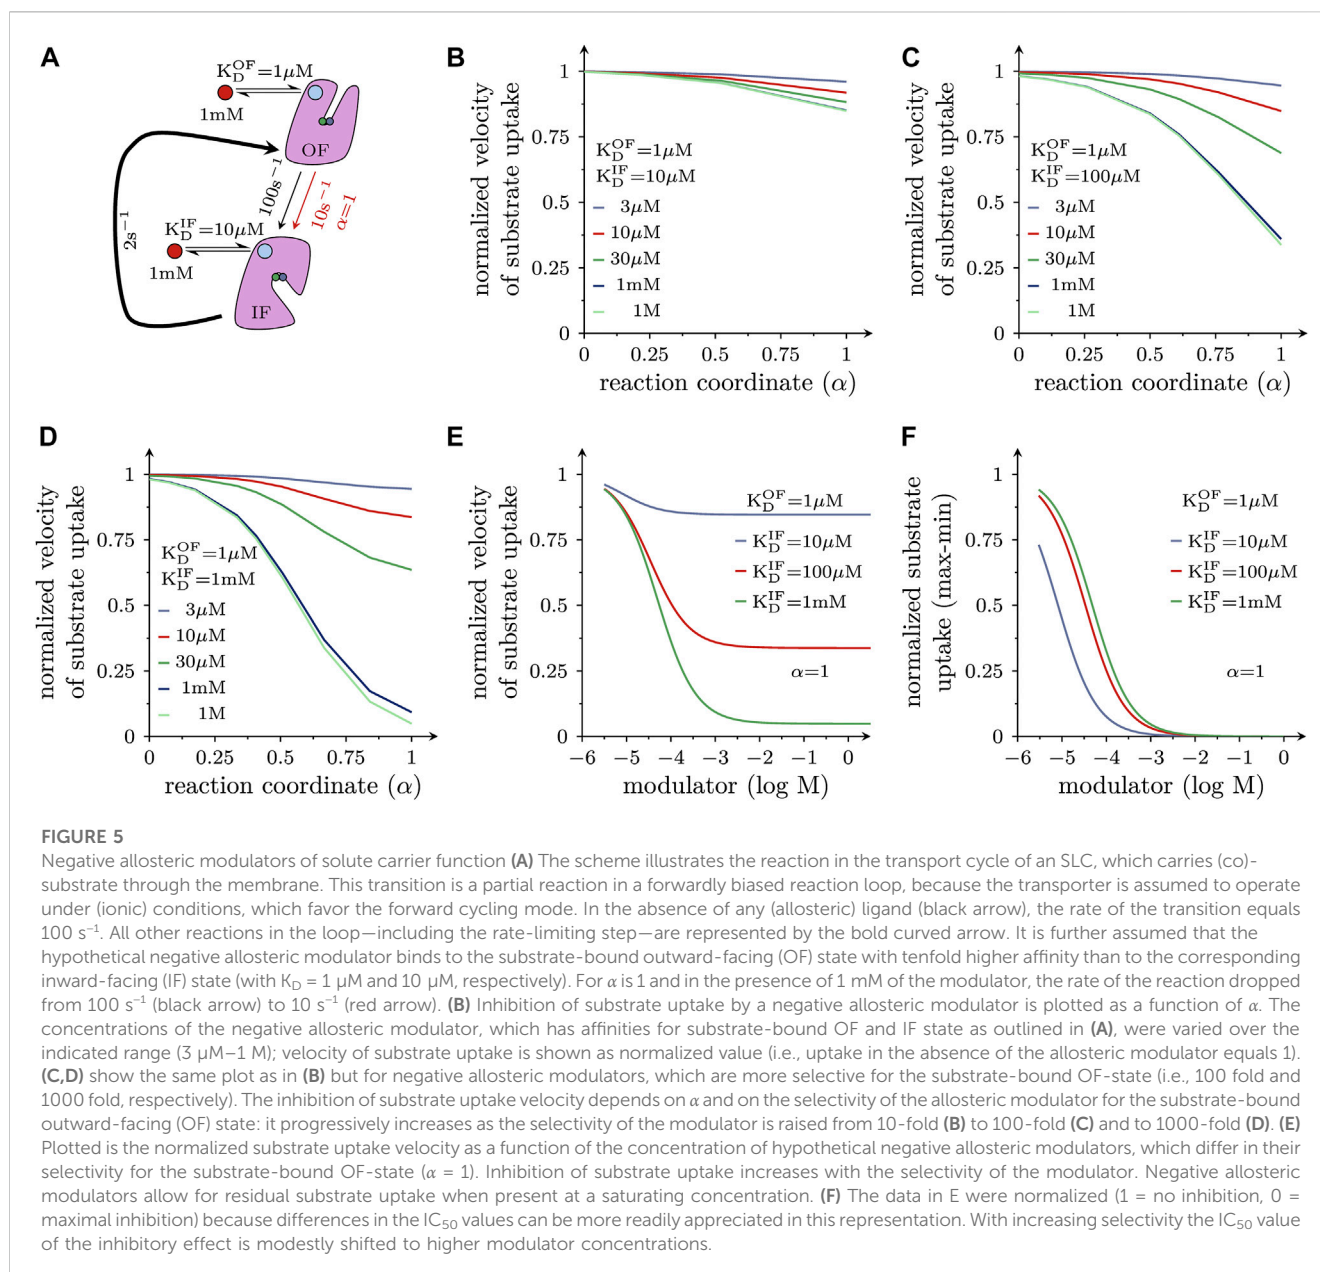 A
K_D^OF=1μM
1mM
OF
100s⁻¹
10s⁻¹
α=1
2s⁻¹
K_D^IF=10μM
1mM
IF
B
normalized velocity
of substrate uptake
1
0.75
0.5
0.25
0
K_D^OF=1μM
K_D^IF=10μM
3μM
10μM
30μM
1mM
1M
0 0.25 0.5 0.75 1
reaction coordinate (α)
C
normalized velocity
of substrate uptake
1
0.75
0.5
0.25
0
K_D^OF=1μM
K_D^IF=100μM
3μM
10μM
30μM
1mM
1M
0 0.25 0.5 0.75 1
reaction coordinate (α)
D
normalized velocity
of substrate uptake
1
0.75
0.5
0.25
0
K_D^OF=1μM
K_D^IF=1mM
3μM
10μM
30μM
1mM
1M
0 0.25 0.5 0.75 1
reaction coordinate (α)
E
normalized velocity
of substrate uptake
1
0.75
0.5
0.25
0
K_D^OF=1μM
K_D^IF=10μM
K_D^IF=100μM
K_D^IF=1mM
α=1
−6 −5 −4 −3 −2 −1 0
modulator (log M)
F
normalized substrate
uptake (max-min)
1
0.75
0.5
0.25
0
K_D^OF=1μM
K_D^IF=10μM
K_D^IF=100μM
K_D^IF=1mM
α=1
−6 −5 −4 −3 −2 −1 0
modulator (log M)
FIGURE 5
Negative allosteric modulators of solute carrier function (A) The scheme illustrates the reaction in the transport cycle of an SLC, which carries (co)-
substrate through the membrane. This transition is a partial reaction in a forwardly biased reaction loop, because the transporter is assumed to operate
under (ionic) conditions, which favor the forward cycling mode. In the absence of any (allosteric) ligand (black arrow), the rate of the transition equals
100 s⁻¹. All other reactions in the loop—including the rate-limiting step—are represented by the bold curved arrow. It is further assumed that the
hypothetical negative allosteric modulator binds to the substrate-bound outward-facing (OF) state with tenfold higher affinity than to the corresponding
inward-facing (IF) state (with K_D = 1 μM and 10 μM, respectively). For α is 1 and in the presence of 1 mM of the modulator, the rate of the reaction dropped
from 100 s⁻¹ (black arrow) to 10 s⁻¹ (red arrow). (B) Inhibition of substrate uptake by a negative allosteric modulator is plotted as a function of α. The
concentrations of the negative allosteric modulator, which has affinities for substrate-bound OF and IF state as outlined in (A), were varied over the
indicated range (3 μM–1 M); velocity of substrate uptake is shown as normalized value (i.e., uptake in the absence of the allosteric modulator equals 1).
(C,D) show the same plot as in (B) but for negative allosteric modulators, which are more selective for the substrate-bound OF-state (i.e., 100 fold and
1000 fold, respectively). The inhibition of substrate uptake velocity depends on α and on the selectivity of the allosteric modulator for the substrate-bound
outward-facing (OF) state: it progressively increases as the selectivity of the modulator is raised from 10-fold (B) to 100-fold (C) and to 1000-fold (D). (E)
Plotted is the normalized substrate uptake velocity as a function of the concentration of hypothetical negative allosteric modulators, which differ in their
selectivity for the substrate-bound OF-state (α = 1). Inhibition of substrate uptake increases with the selectivity of the modulator. Negative allosteric
modulators allow for residual substrate uptake when present at a saturating concentration. (F) The data in E were normalized (1 = no inhibition, 0 =
maximal inhibition) because differences in the IC₅₀ values can be more readily appreciated in this representation. With increasing selectivity the IC₅₀ value
of the inhibitory effect is modestly shifted to higher modulator concentrations.